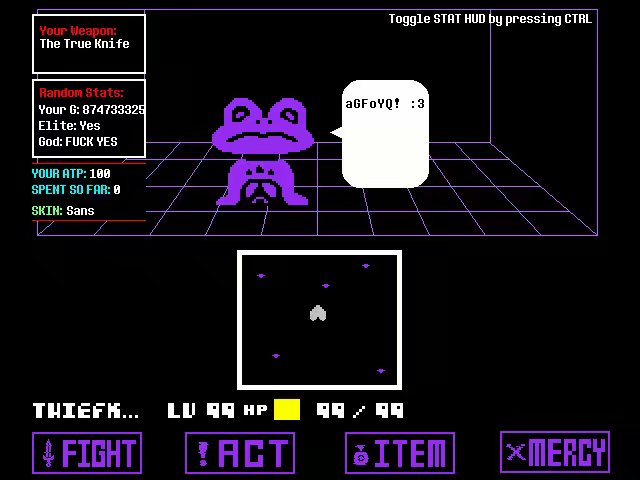 Toggle STAT HUD by pressing CTRL
Your Weapon:
The True Knife
Random Stats:
Your G: 874733325
Elite: Yes
God: FUCK YES
YOUR ATP: 100
SPENT SO FAR: 0
SKIN: Sans
aGFoYQ! :3
THIEFK... LV 99 HP 99 / 99
FIGHT ACT ITEM MERCY